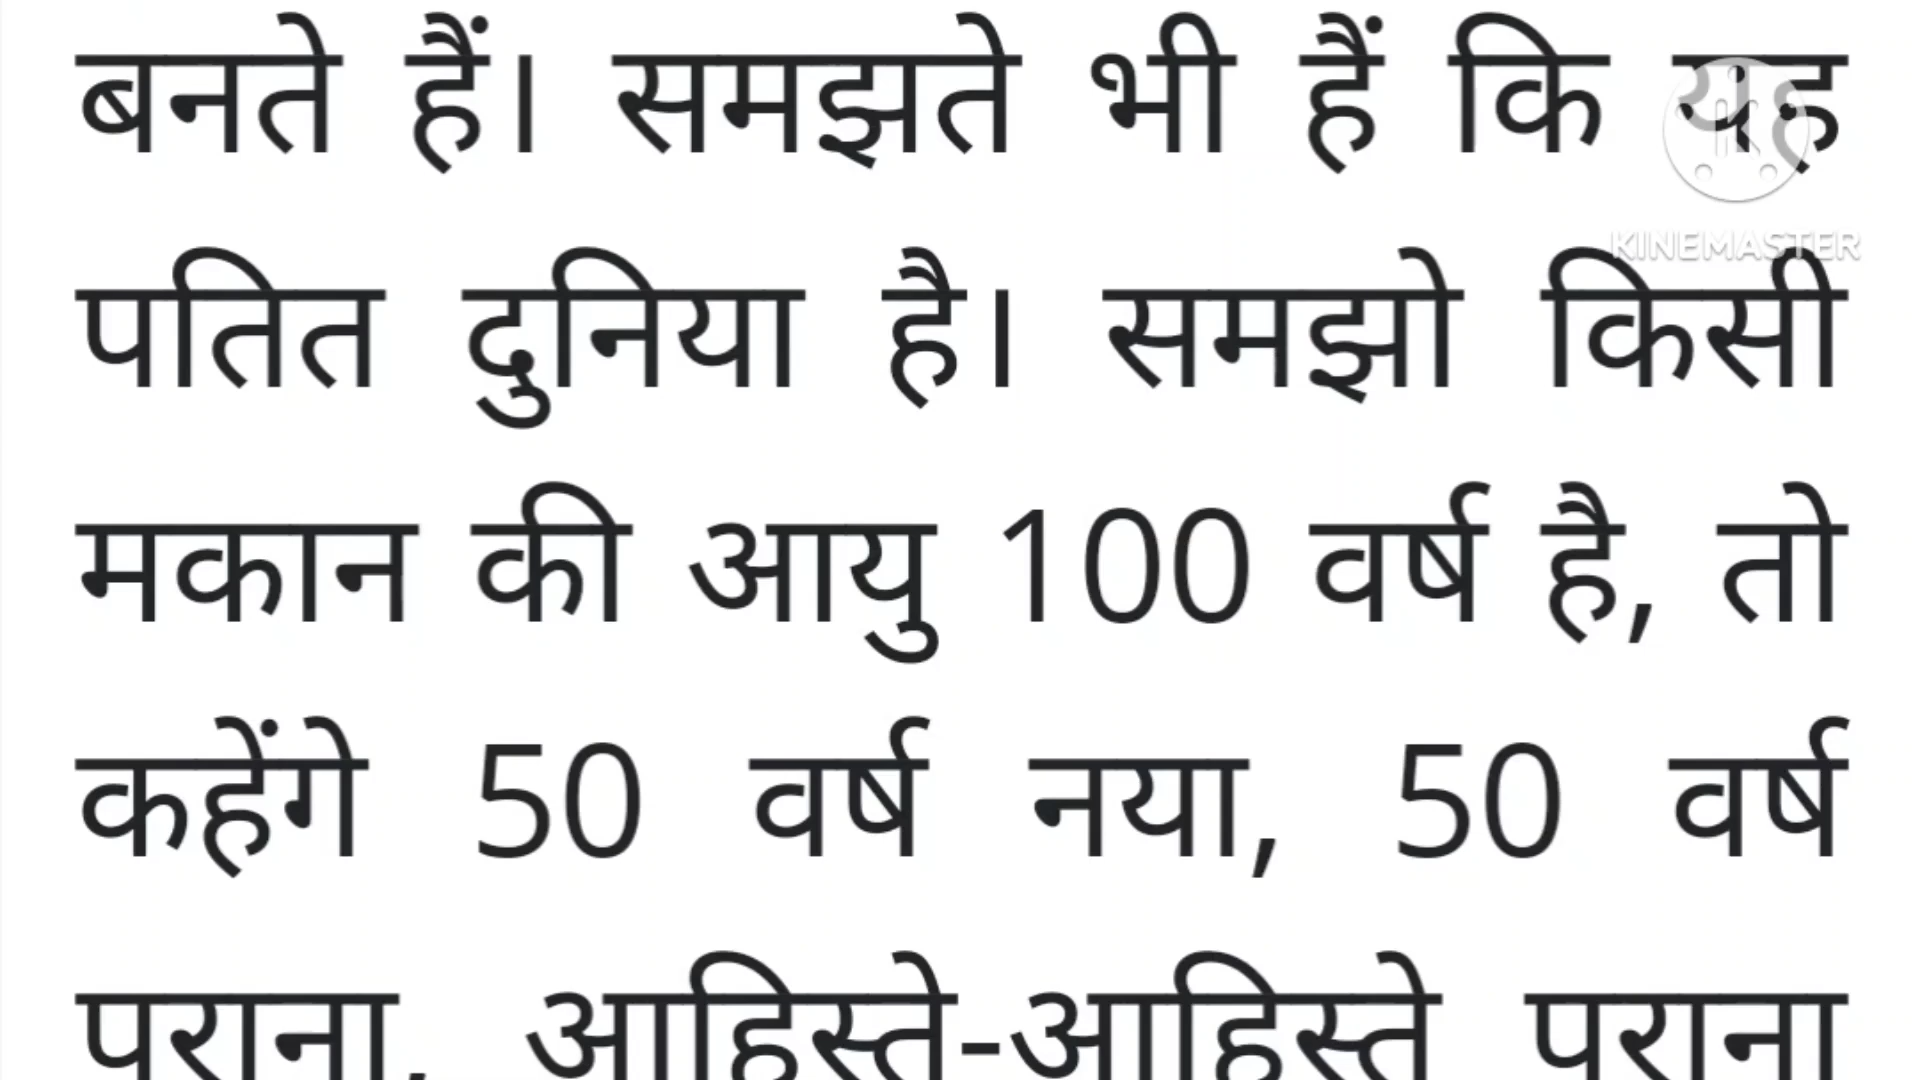 बनते हैं। समझते भी हैं कि यह
KINEMASTER
पतित दुनिया है। समझो किसी
मकान की आयु 100 वर्ष है, तो
कहेंगे 50 वर्ष नया, 50 वर्ष
पुराना, आहिस्ते-आहिस्ते पुराना